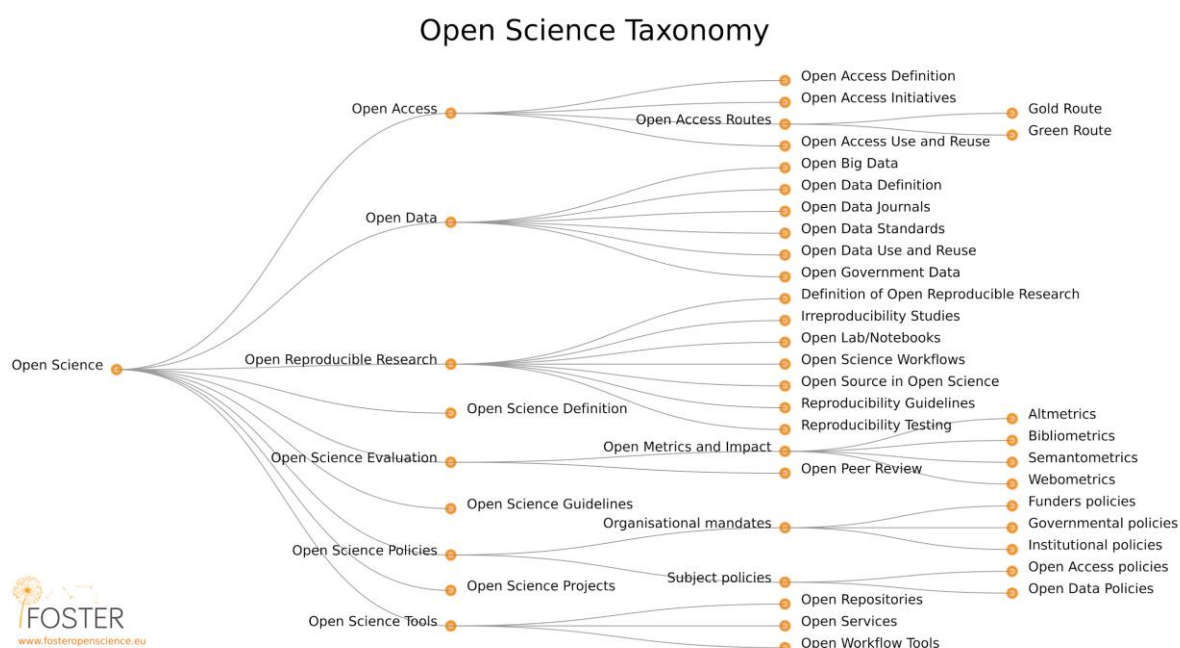 Open Science Taxonomy
Open Access Definition
Open Access
Open Access Initiatives
Open Access Routes
Gold Route
Green Route
Open Access Use and Reuse
Open Big Data
Open Data Definition
Open Data Journals
Open Data
Open Data Standards
Open Data Use and Reuse
Open Government Data
Definition of Open Reproducible Research
Irreproducibility Studies
Open Lab/Notebooks
Open Science
Open Reproducible Research
Open Science Workflows
Open Source in Open Science
Reproducibility Guidelines
Open Science Definition
Reproducibility Testing
Altmetrics
Bibliometrics
Open Metrics and Impact
Open Science Evaluation
Semantometrics
Open Peer Review
Webometrics
Open Science Guidelines
Funders policies
Organisational mandates
Governmental policies
Institutional policies
Open Science Policies
Open Access policies
Subject policies
Open Science Projects
Open Data Policies
Open Repositories
Open Science Tools
Open Services
Open Workflow Tools
FOSTER
www.fosteropenscience.eu